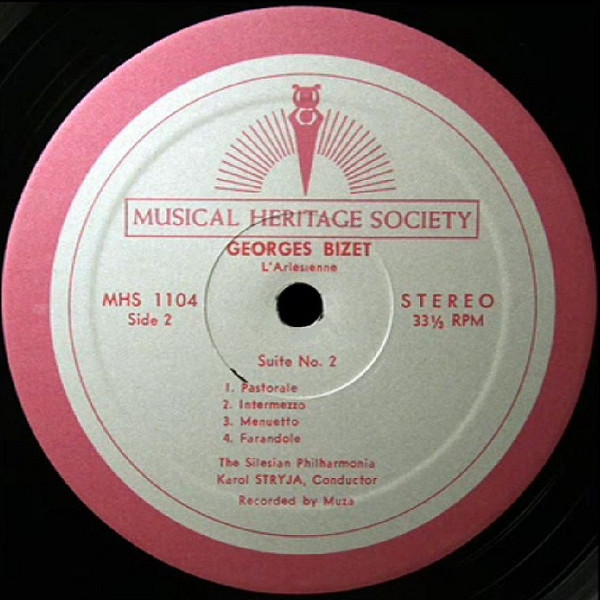 MUSICAL HERITAGE SOCIETY
GEORGES BIZET
L'Arlesienne
MHS 1104
Side 2
STEREO
33⅓ RPM
Suite No. 2
1. Pastorale
2. Intermezzo
3. Menuetto
4. Farandole
The Silesian Philharmonia
Karol STRYJA, Conductor
Recorded by Muza